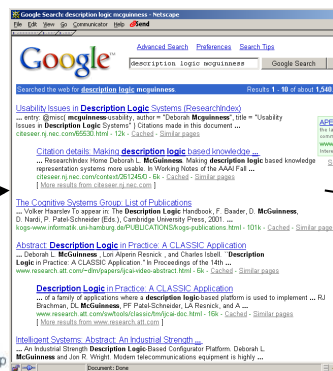 Google Search: description logic mcguinness - Netscape
File Edit View Go Communicator Help Send
Advanced Search Preferences Search Tips
Google description logic mcguinness Google Search
Searched the web for description logic mcguinness. Results 1 - 10 of about 1,540
Usability Issues in Description Logic Systems (ResearchIndex)
... entry: @misc{ mcguinness-usability, author = "Deborah Mcguinness", title = "Usability
Issues in Description Logic Systems" } Citations made in this document ...
citeseer.nj.nec.com/65530.html - 12k - Cached - Similar pages
Citation details: Making description logic based knowledge ...
... ResearchIndex Home Deborah L. McGuinness. Making description logic based knowledge
representation systems more usable. In Working Notes of the AAAI Fall ...
citeseer.nj.nec.com/context/261245/0 - 6k - Cached - Similar pages
[ More results from citeseer.nj.nec.com ]
The Cognitive Systems Group: List of Publications
... Volker Haarslev To appear in: The Description Logic Handbook, F. Baader, D. McGuinness,
D. Nardi, P. Patel-Schneider (Eds.), Cambridge University Press, 2001. ...
kogs-www.informatik.uni-hamburg.de/PUBLICATIONS/kogs-publications.html - 101k - Cached - Similar page
Abstract: Description Logic in Practice: A CLASSIC Application
... Deborah L. McGuinness , Lori Alperin Resnick , and Charles Isbell. ``Description
Logic in Practice: A CLASSIC Application.'' In Proceedings of the 14th ...
www.research.att.com/~dlm/papers/ijcai-video-abstract.html - 6k - Cached - Similar pages
Description Logic in Practice: A CLASSIC Application
... of a family of applications where a description logic-based platform is used to implement ... RJ
Brachman, DL McGuinness, PF Patel-Schneider, LA Resnick, and A ...
www.research.att.com/sw/tools/classic/tm/ijcai-doc.html - 16k - Cached - Similar pages
[ More results from www.research.att.com ]
Intelligent Systems: Abstract: An Industrial Strength ...
... An Industrial Strength Description Logic-Based Configurator Platform. Deborah L.
McGuinness and Jon R. Wright. Modern telecommunications equipment is highly ...
Document: Done